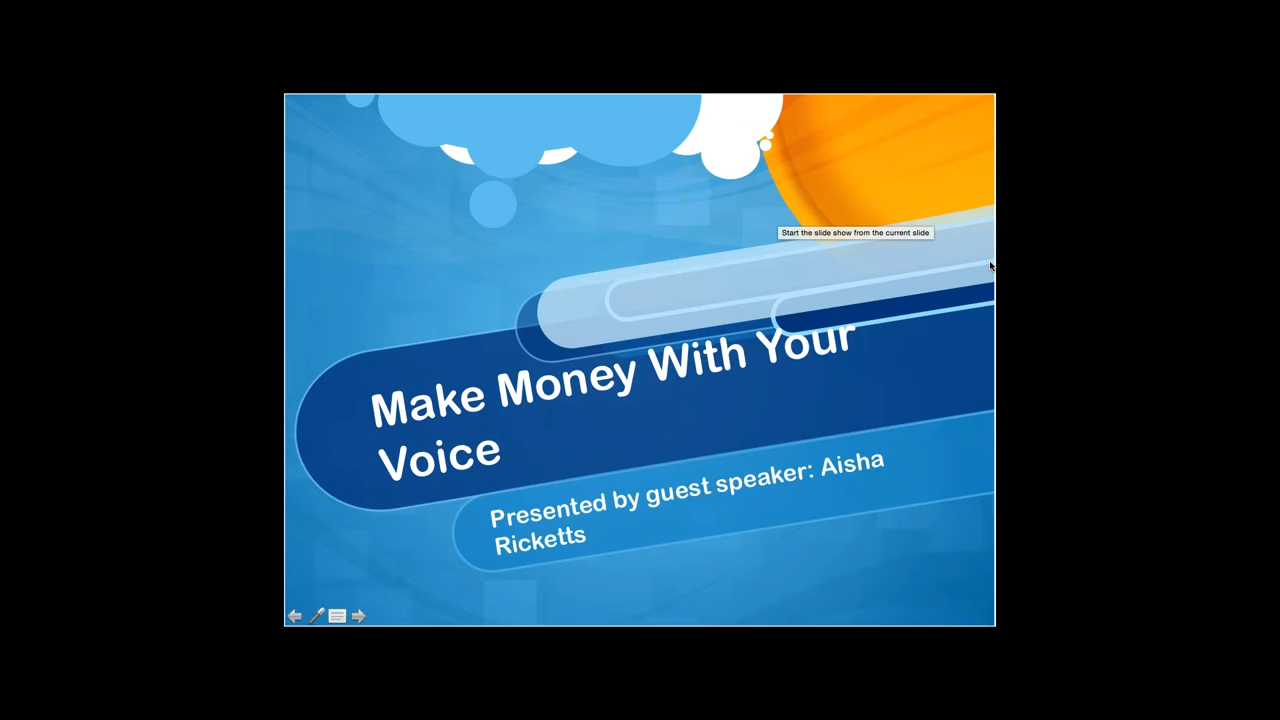 Start the slide show from the current slide
Make Money With Your
Voice
Presented by guest speaker: Aisha
Ricketts